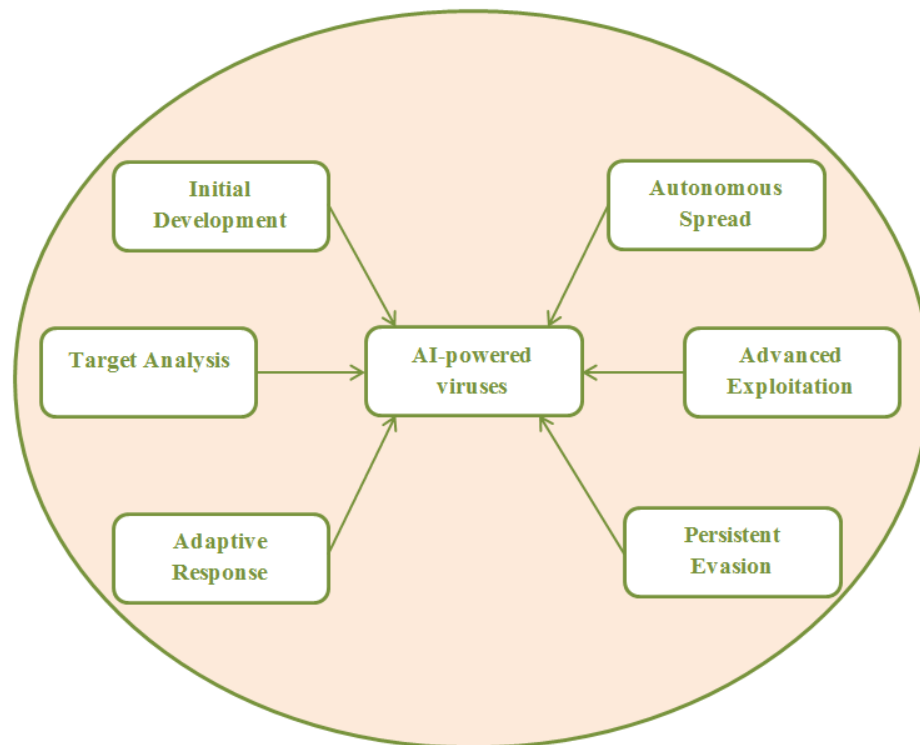 Initial
Development
Autonomous
Spread
Target Analysis
AI-powered
viruses
Advanced
Exploitation
Adaptive
Response
Persistent
Evasion